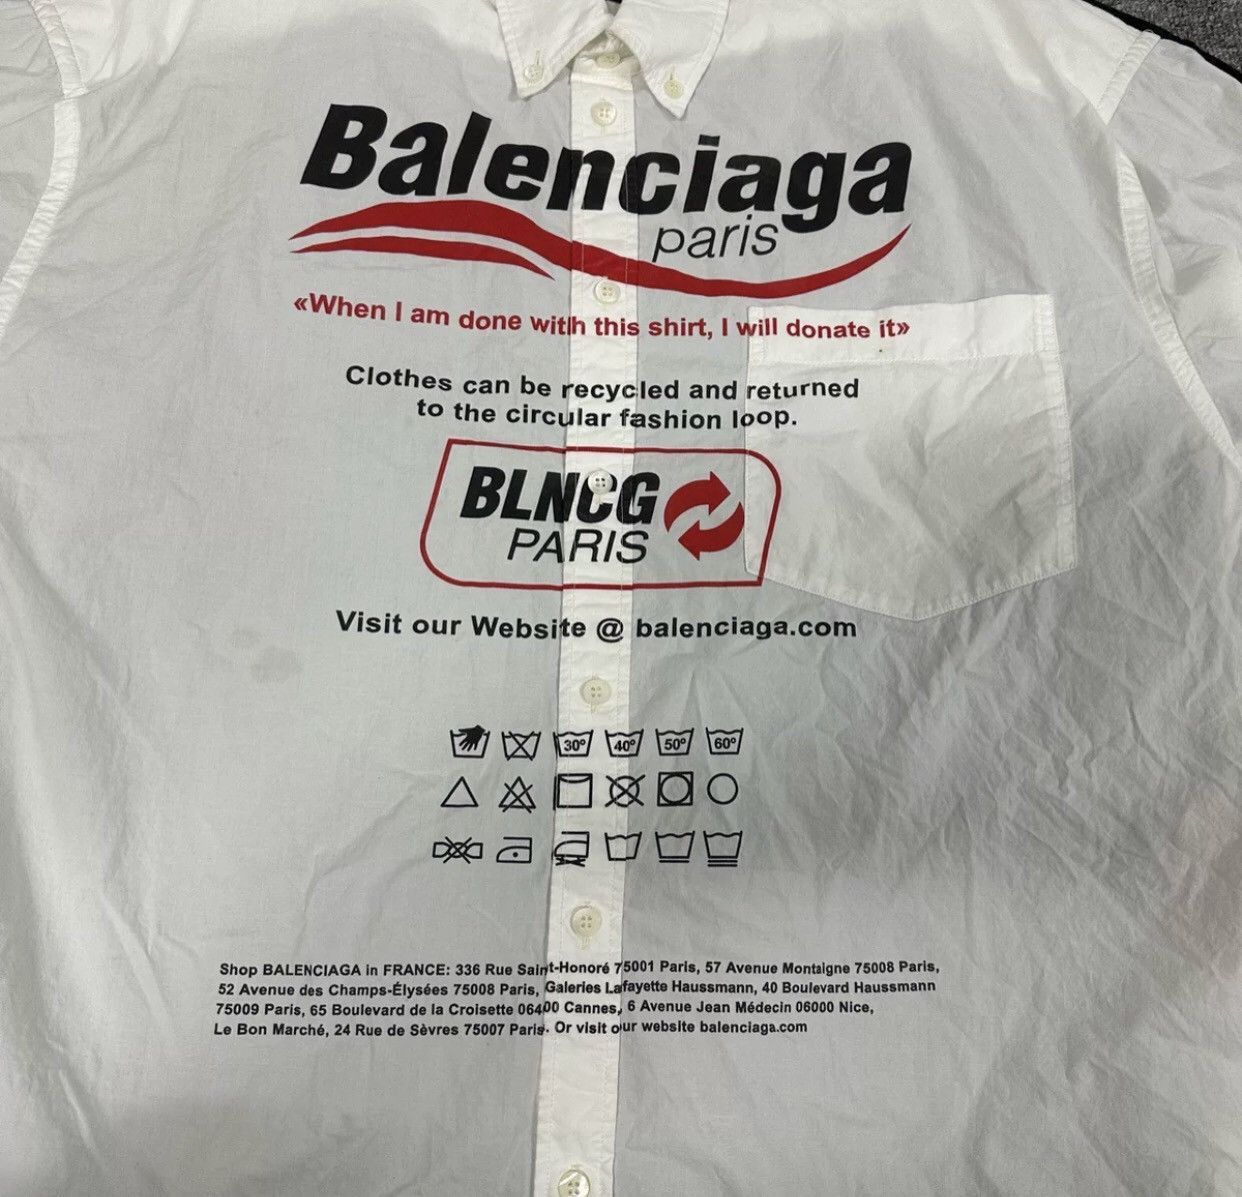 Balenciaga
paris
«When I am done with this shirt, I will donate it»
Clothes can be recycled and returned
to the circular fashion loop.
BLNCG
PARIS
Visit our Website @ balenciaga.com
30° 40° 50° 60°
Shop BALENCIAGA in FRANCE: 336 Rue Saint-Honoré 75001 Paris, 57 Avenue Montaigne 75008 Paris,
52 Avenue des Champs-Élysées 75008 Paris, Galeries Lafayette Haussmann, 40 Boulevard Haussmann
75009 Paris, 65 Boulevard de la Croisette 06400 Cannes, 6 Avenue Jean Médecin 06000 Nice,
Le Bon Marché, 24 Rue de Sèvres 75007 Paris. Or visit our website balenciaga.com